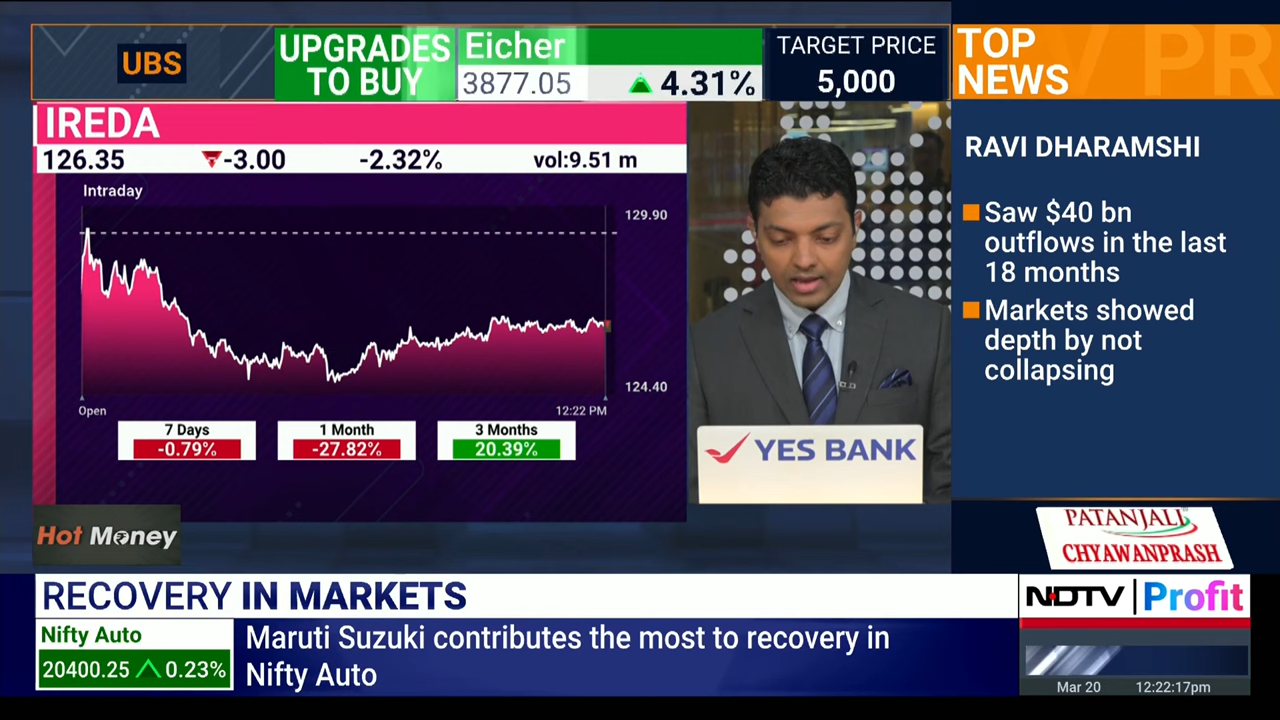 UBS
UPGRADES
TO BUY
Eicher
3877.05
4.31%
TARGET PRICE
5,000
TOP
NEWS
IREDA
126.35
-3.00
-2.32%
vol:9.51 m
Intraday
129.90
124.40
Open
12:22 PM
7 Days
-0.79%
1 Month
-27.82%
3 Months
20.39%
RAVI DHARAMSHI
Saw $40 bn
outflows in the last
18 months
Markets showed
depth by not
collapsing
YES BANK
Hot Money
PATANJALI
CHYAWANPRASH
RECOVERY IN MARKETS
Nifty Auto
20400.25
0.23%
Maruti Suzuki contributes the most to recovery in
Nifty Auto
NDTV Profit
Mar 20
12:22:17pm